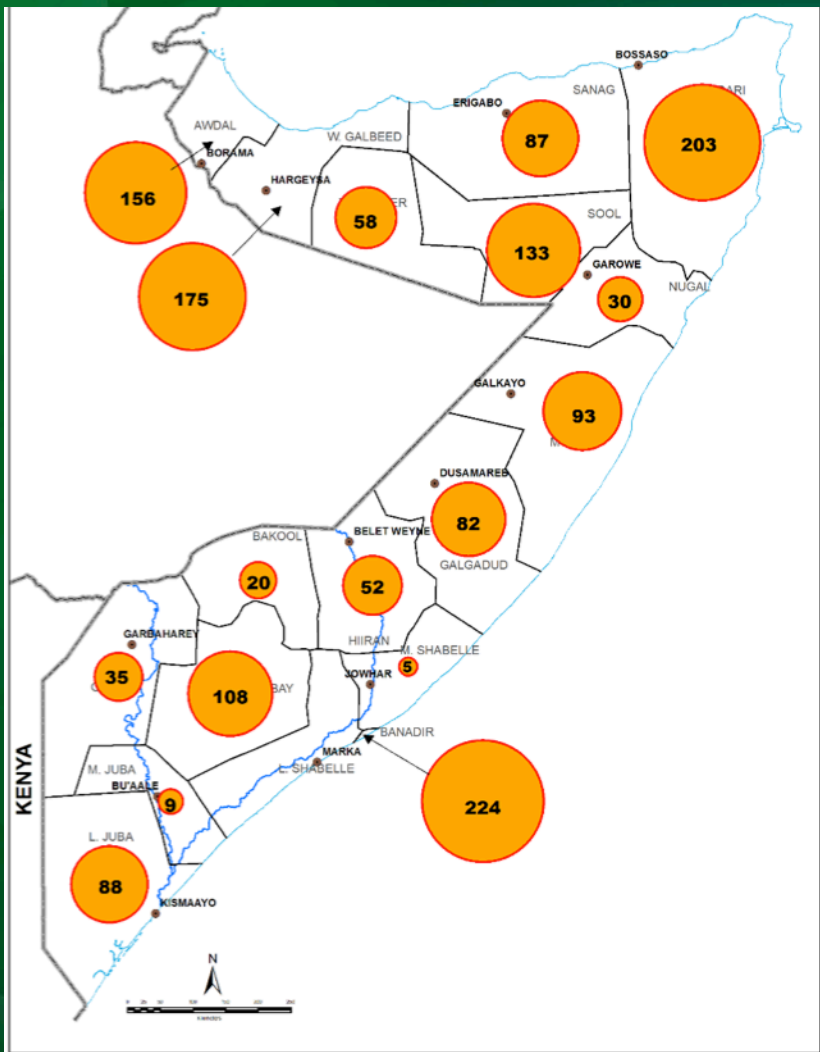 BOSSASO
SANAG
ERIGABO
87
203
AWDAL
W. GALBEED
BORAMA
156
HARGEYSA
58
175
SOOL
133
GAROWE
NUGAL
30
GALKAYO
93
DUSAMAREB
82
GALGADUD
BELET WEYNE
BAKOOL
20
52
HIIRAN
M. SHABELLE
5
GARBAHAREY
35
108
BAY
JOWHAR
BANADIR
MARKA
L. SHABELLE
224
KENYA
M. JUBA
BU'AALE
9
L. JUBA
88
KISMAAYO
N